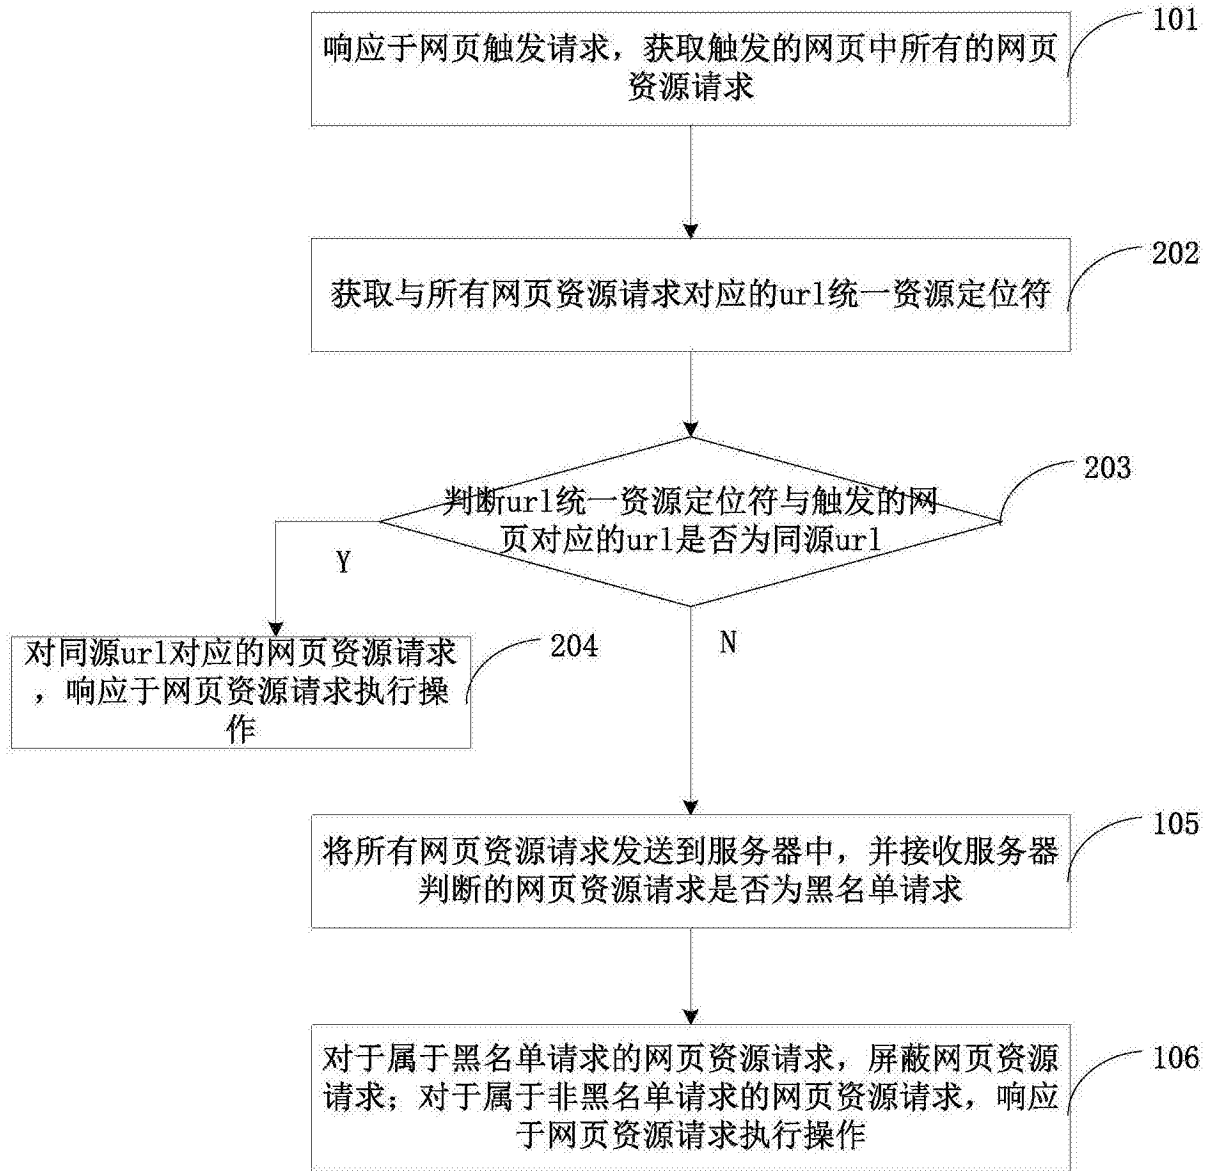 101
响应于网页触发请求，获取触发的网页中所有的网页
资源请求
202
获取与所有网页资源请求对应的url统一资源定位符
203
判断url统一资源定位符与触发的网
页对应的url是否为同源url
Y
N
204
对同源url对应的网页资源请求
，响应于网页资源请求执行操
作
105
将所有网页资源请求发送到服务器中，并接收服务器
判断的网页资源请求是否为黑名单请求
106
对于属于黑名单请求的网页资源请求，屏蔽网页资源
请求；对于属于非黑名单请求的网页资源请求，响应
于网页资源请求执行操作